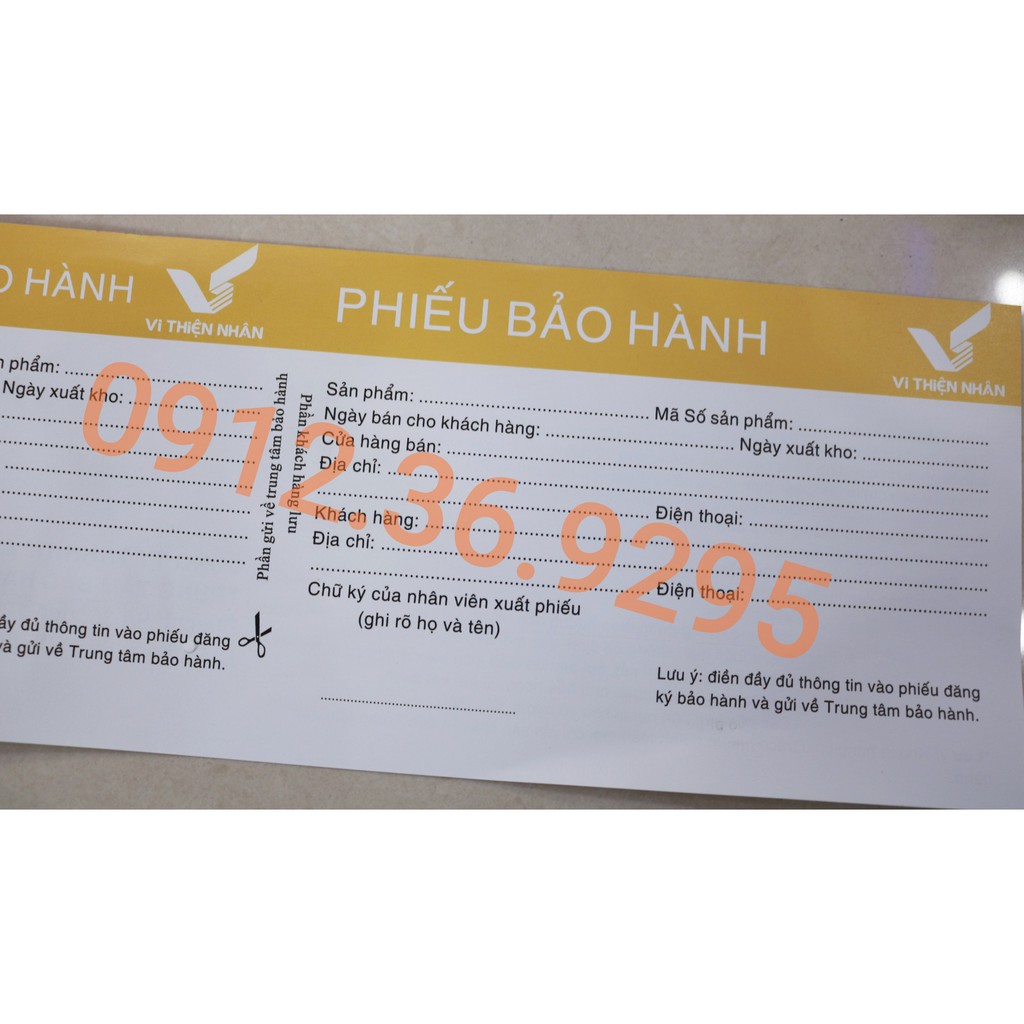 O HÀNH
Vì THIỆN NHÂN
n phẩm: ........................................
Ngày xuất kho: ........................
ầy đủ thông tin vào phiếu đăng
và gửi về Trung tâm bảo hành.
Phần gửi về trung tâm bảo hành
Phần khách hàng lưu
PHIẾU BẢO HÀNH
Vì THIỆN NHÂN
Sản phẩm: ........................................ Mã Số sản phẩm: ..................................
Ngày bán cho khách hàng: .................................. Ngày xuất kho: ......................
Cửa hàng bán: ................................................................................
Địa chỉ: ................................................................................
........................................ Điện thoại: ........................................
Khách hàng: ................................................................................
Địa chỉ: ................................................................................
........................................ Điện thoại: ........................................
Chữ ký của nhân viên xuất phiếu
(ghi rõ họ và tên)
........................................
Lưu ý: điền đầy đủ thông tin vào phiếu đăng
ký bảo hành và gửi về Trung tâm bảo hành.
0912.36.9295